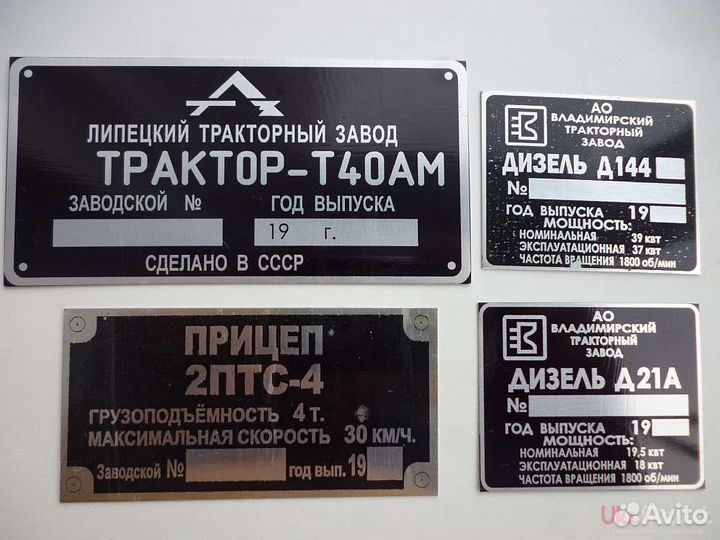 ЛИПЕЦКИЙ ТРАКТОРНЫЙ ЗАВОД
ТРАКТОР-Т40АМ
ЗАВОДСКОЙ № ГОД ВЫПУСКА
19 г.
СДЕЛАНО В СССР
АО
ВЛАДИМИРСКИЙ
ТРАКТОРНЫЙ
ЗАВОД
ДИЗЕЛЬ Д144
№
ГОД ВЫПУСКА 19
МОЩНОСТЬ:
НОМИНАЛЬНАЯ 39 кВт
ЭКСПЛУАТАЦИОННАЯ 37 кВт
ЧАСТОТА ВРАЩЕНИЯ 1800 об/мин
ПРИЦЕП
2ПТС-4
ГРУЗОПОДЪЁМНОСТЬ 4 т.
МАКСИМАЛЬНАЯ СКОРОСТЬ 30 КМ/Ч.
Заводской № год вып. 19
АО
ВЛАДИМИРСКИЙ
ТРАКТОРНЫЙ
ЗАВОД
ДИЗЕЛЬ Д21А
№
ГОД ВЫПУСКА 19
МОЩНОСТЬ:
НОМИНАЛЬНАЯ 19,5 кВт
ЭКСПЛУАТАЦИОННАЯ 18 кВт
ЧАСТОТА ВРАЩЕНИЯ 1800 об/мин
Avito